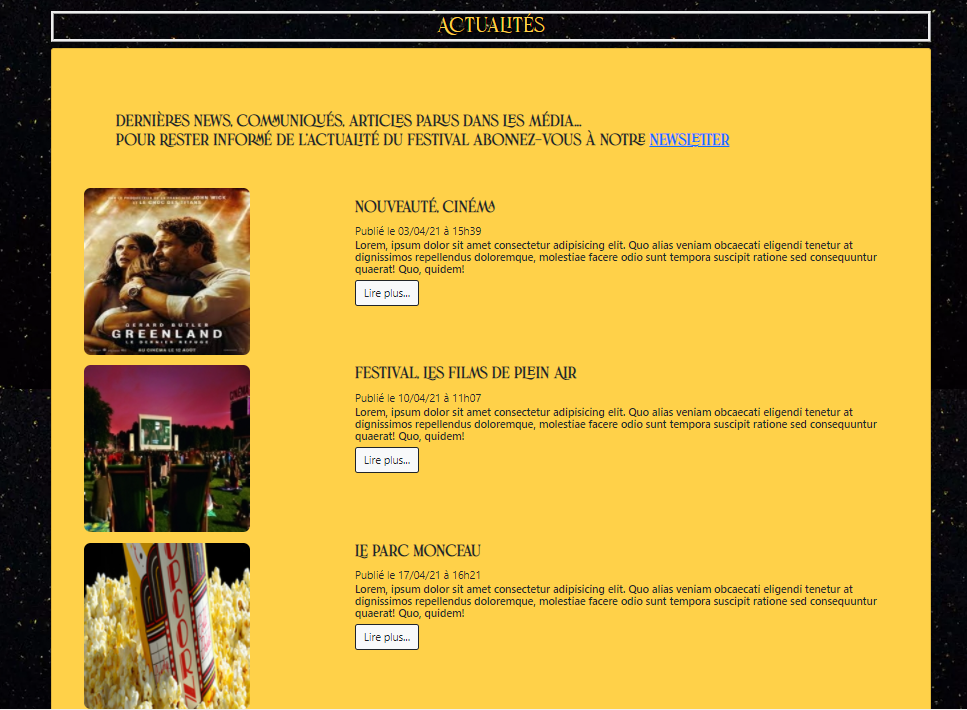 ACTUALITÉS
DERNIÈRES NEWS, COMMUNIQUÉS, ARTICLES PARUS DANS LES MÉDIA...
POUR RESTER INFORMÉ DE L'ACTUALITÉ DU FESTIVAL ABONNEZ-VOUS À NOTRE NEWSLETTER
JOHN WICK
GERARD BUTLER
GREENLAND
LE DERNIER REFUGE
AU CINÉMA LE 12 AOÛT
NOUVEAUTÉ, CINÉMA
Publié le 03/04/21 à 15h39
Lorem, ipsum dolor sit amet consectetur adipisicing elit. Quo alias veniam obcaecati eligendi tenetur at
dignissimos repellendus doloremque, molestiae facere odio sunt tempora suscipit ratione sed consequuntur
quaerat! Quo, quidem!
Lire plus...
CINÉMA
FESTIVAL, LES FILMS DE PLEIN AIR
Publié le 10/04/21 à 11h07
Lorem, ipsum dolor sit amet consectetur adipisicing elit. Quo alias veniam obcaecati eligendi tenetur at
dignissimos repellendus doloremque, molestiae facere odio sunt tempora suscipit ratione sed consequuntur
quaerat! Quo, quidem!
Lire plus...
POPCORN
LE PARC MONCEAU
Publié le 17/04/21 à 16h21
Lorem, ipsum dolor sit amet consectetur adipisicing elit. Quo alias veniam obcaecati eligendi tenetur at
dignissimos repellendus doloremque, molestiae facere odio sunt tempora suscipit ratione sed consequuntur
quaerat! Quo, quidem!
Lire plus...